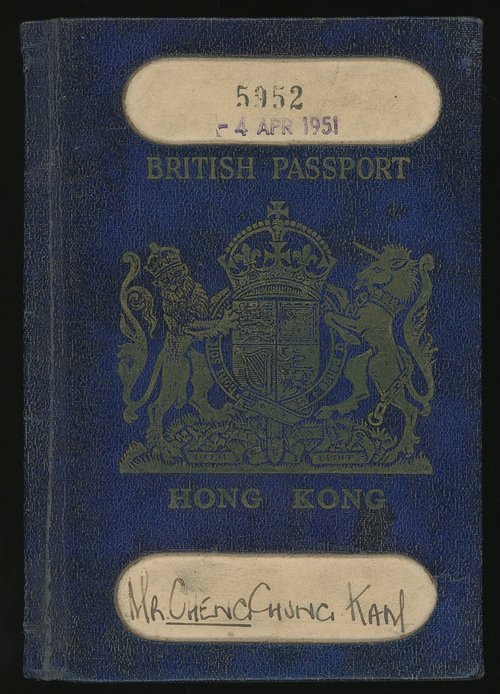 5952
- 4 APR 1951
BRITISH PASSPORT
HONG KONG
MR. CHENG CHUNG KAM